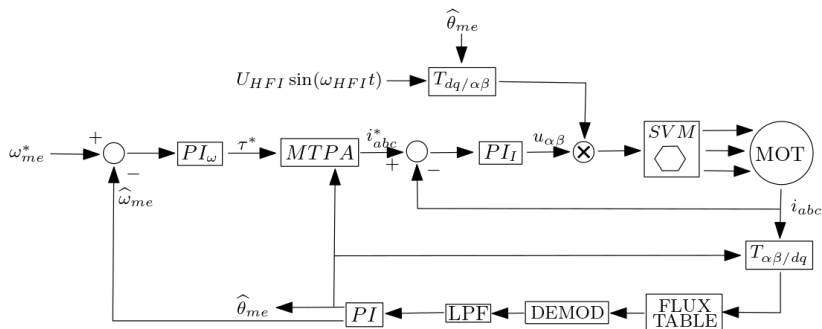 θ̂_me
U_HFI sin(ω_HFI t)
T_dq/αβ
ω*_me
+
−
PI_ω
τ*
MTPA
i*_abc
+
−
PI_I
u_αβ
SVM
MOT
ω̂_me
i_abc
T_αβ/dq
θ̂_me
PI
LPF
DEMOD
FLUX
TABLE